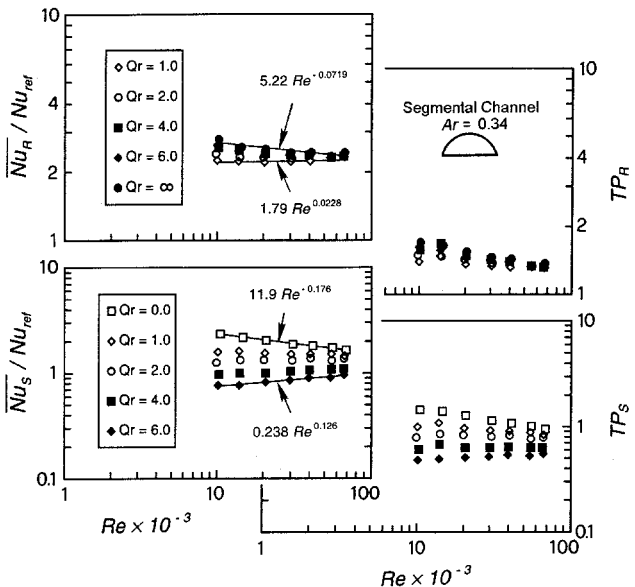 10
Qr = 1.0
Qr = 2.0
Qr = 4.0
Qr = 6.0
Qr = ∞
5.22 Re^-0.0719
1.79 Re^0.0228
Nu_R / Nu_ref
2
1
10
Segmental Channel
Ar = 0.34
4
2
1
TP_R
10
Qr = 0.0
Qr = 1.0
Qr = 2.0
Qr = 4.0
Qr = 6.0
11.9 Re^-0.176
0.238 Re^0.126
Nu_S / Nu_ref
1
0.1
1
10
100
Re × 10^-3
10
1
0.1
TP_S
1
10
100
Re × 10^-3